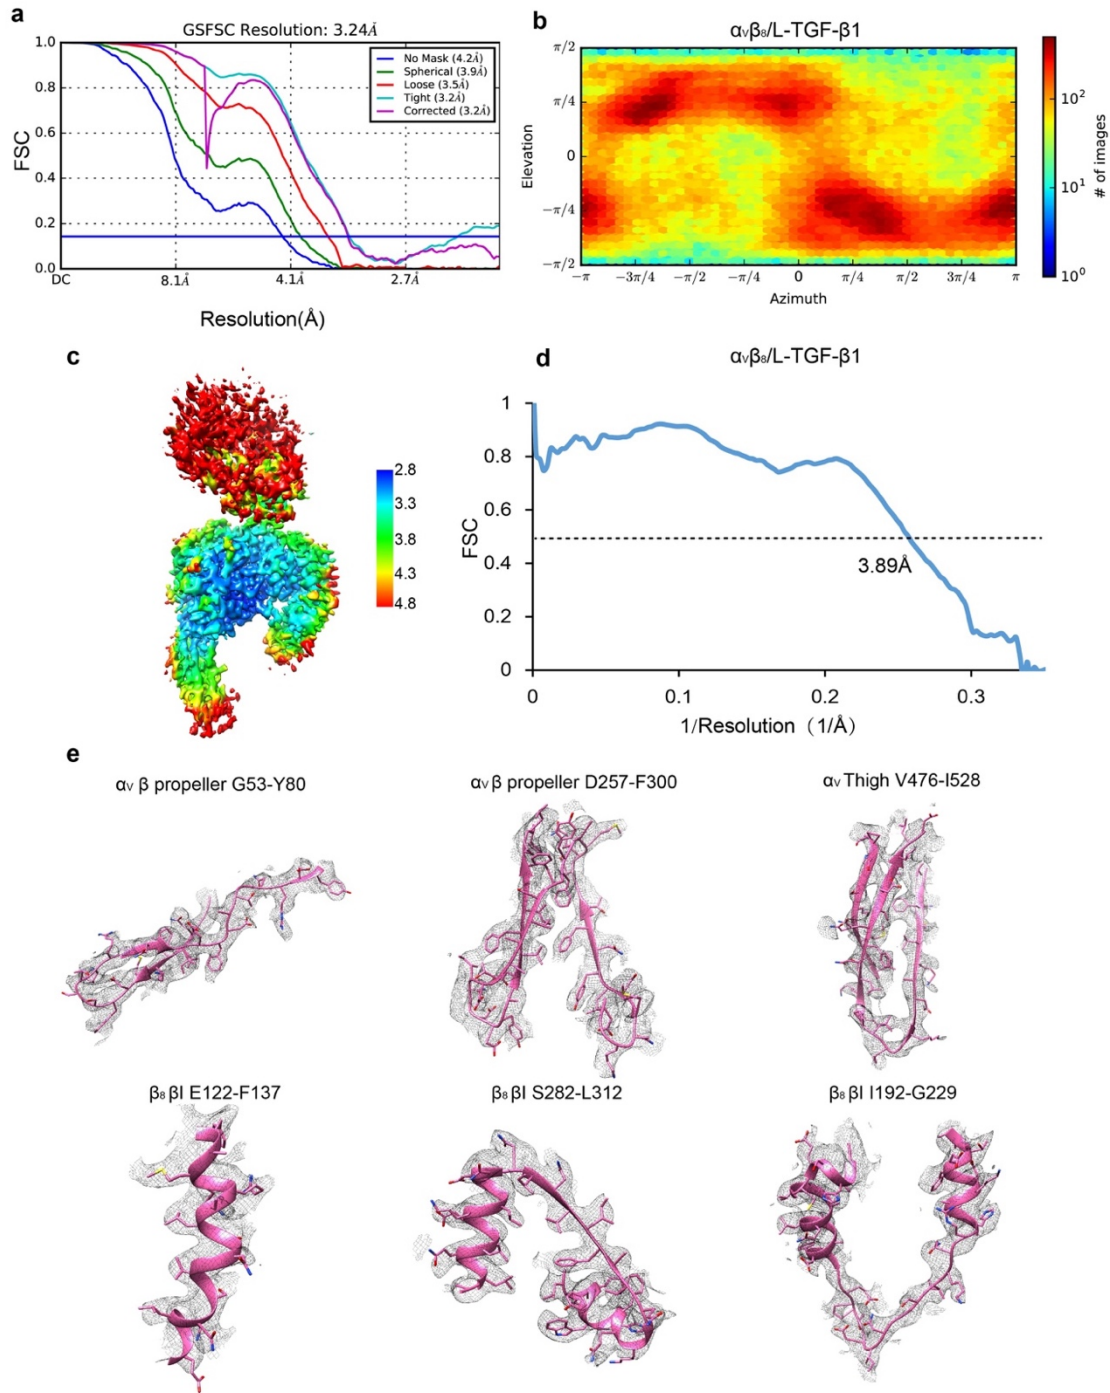 a
GSFSC Resolution: 3.24Å
FSC
1.0
0.8
0.6
0.4
0.2
0.0
DC
8.1Å
4.1Å
2.7Å
Resolution(Å)
No Mask (4.2Å)
Spherical (3.9Å)
Loose (3.5Å)
Tight (3.2Å)
Corrected (3.2Å)
b
αᵥβ₈/L-TGF-β1
Elevation
π/2
π/4
0
−π/4
−π/2
−π
−3π/4
−π/2
−π/4
0
π/4
π/2
3π/4
π
Azimuth
10²
10¹
10⁰
# of images
c
2.8
3.3
3.8
4.3
4.8
d
αᵥβ₈/L-TGF-β1
FSC
1
0.8
0.6
0.4
0.2
0
3.89Å
0
0.1
0.2
0.3
1/Resolution （1/Å）
e
αᵥ β propeller G53-Y80
αᵥ β propeller D257-F300
αᵥ Thigh V476-I528
β₈ βI E122-F137
β₈ βI S282-L312
β₈ βI I192-G229